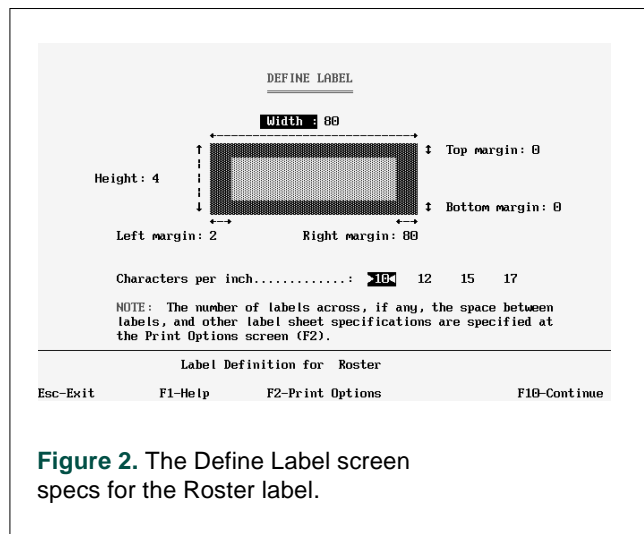 DEFINE LABEL
Width : 80
Top margin: 0
Height: 4
Bottom margin: 0
Left margin: 2 Right margin: 80
Characters per inch.............: ►10◄ 12 15 17
NOTE: The number of labels across, if any, the space between
labels, and other label sheet specifications are specified at
the Print Options screen (F2).
Label Definition for Roster
Esc-Exit F1-Help F2-Print Options F10-Continue
Figure 2. The Define Label screen
specs for the Roster label.